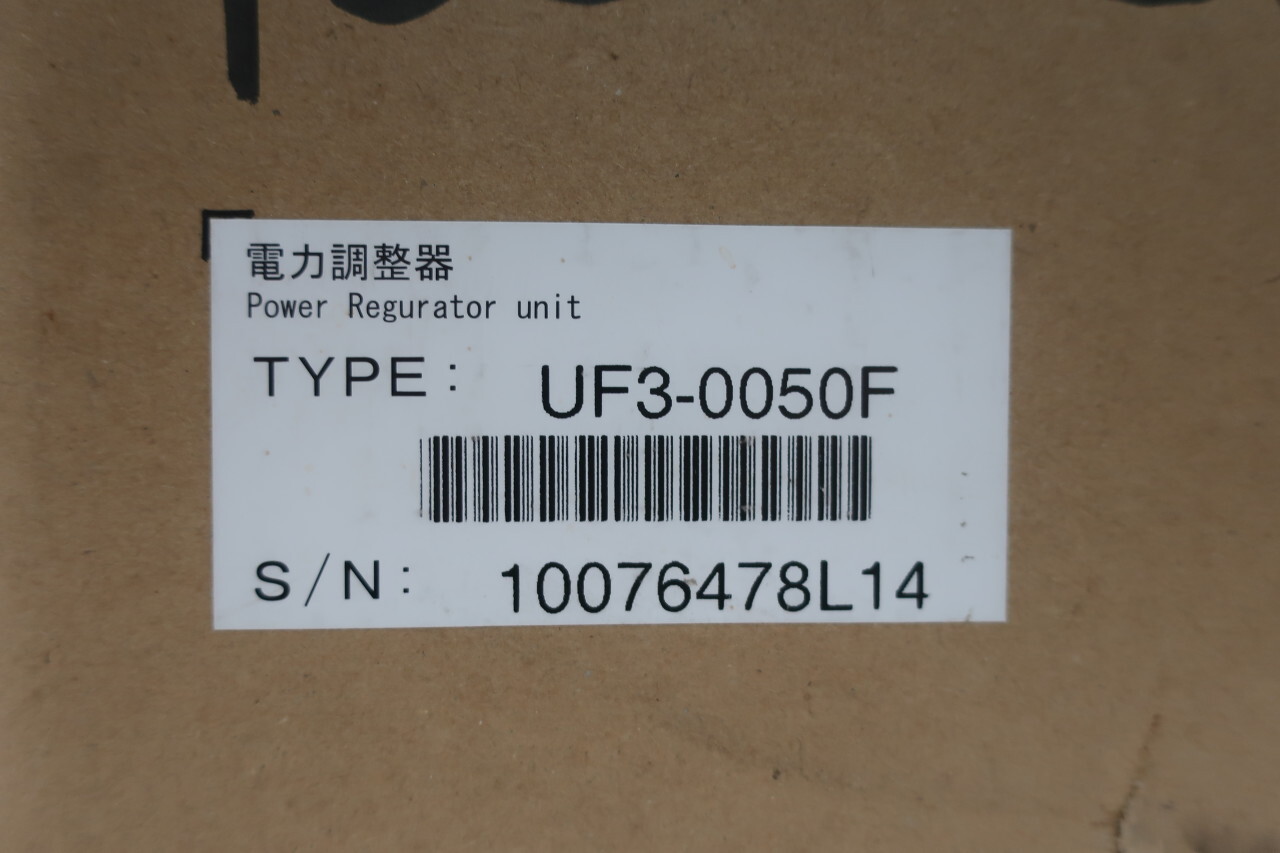 電力調整器
Power Regurator unit
TYPE: UF3-0050F
S/N: 10076478L14